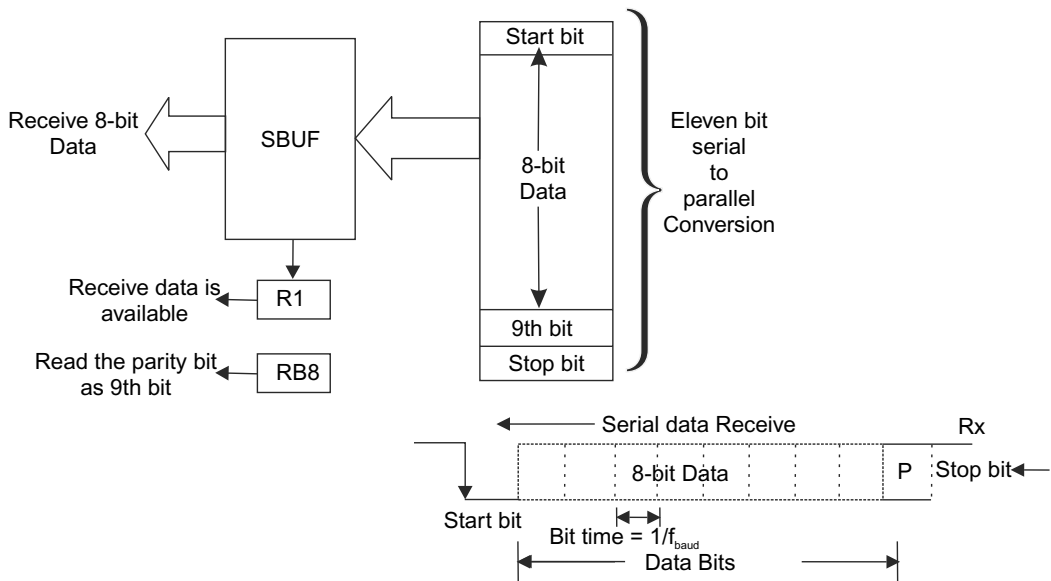 Start bit
Receive 8-bit
Data
SBUF
8-bit
Data
Eleven bit
serial
to
parallel
Conversion
Receive data is
available
R1
9th bit
Read the parity bit
as 9th bit
RB8
Stop bit
Serial data Receive
Rx
8-bit Data
P
Stop bit
Start bit
Bit time = 1/f_baud
Data Bits